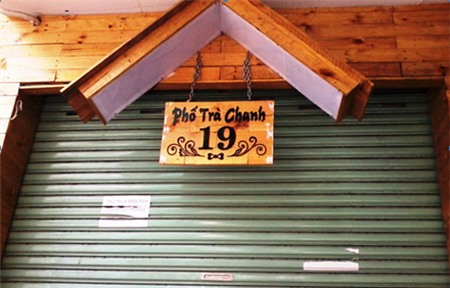 Phố Trà Chanh
19